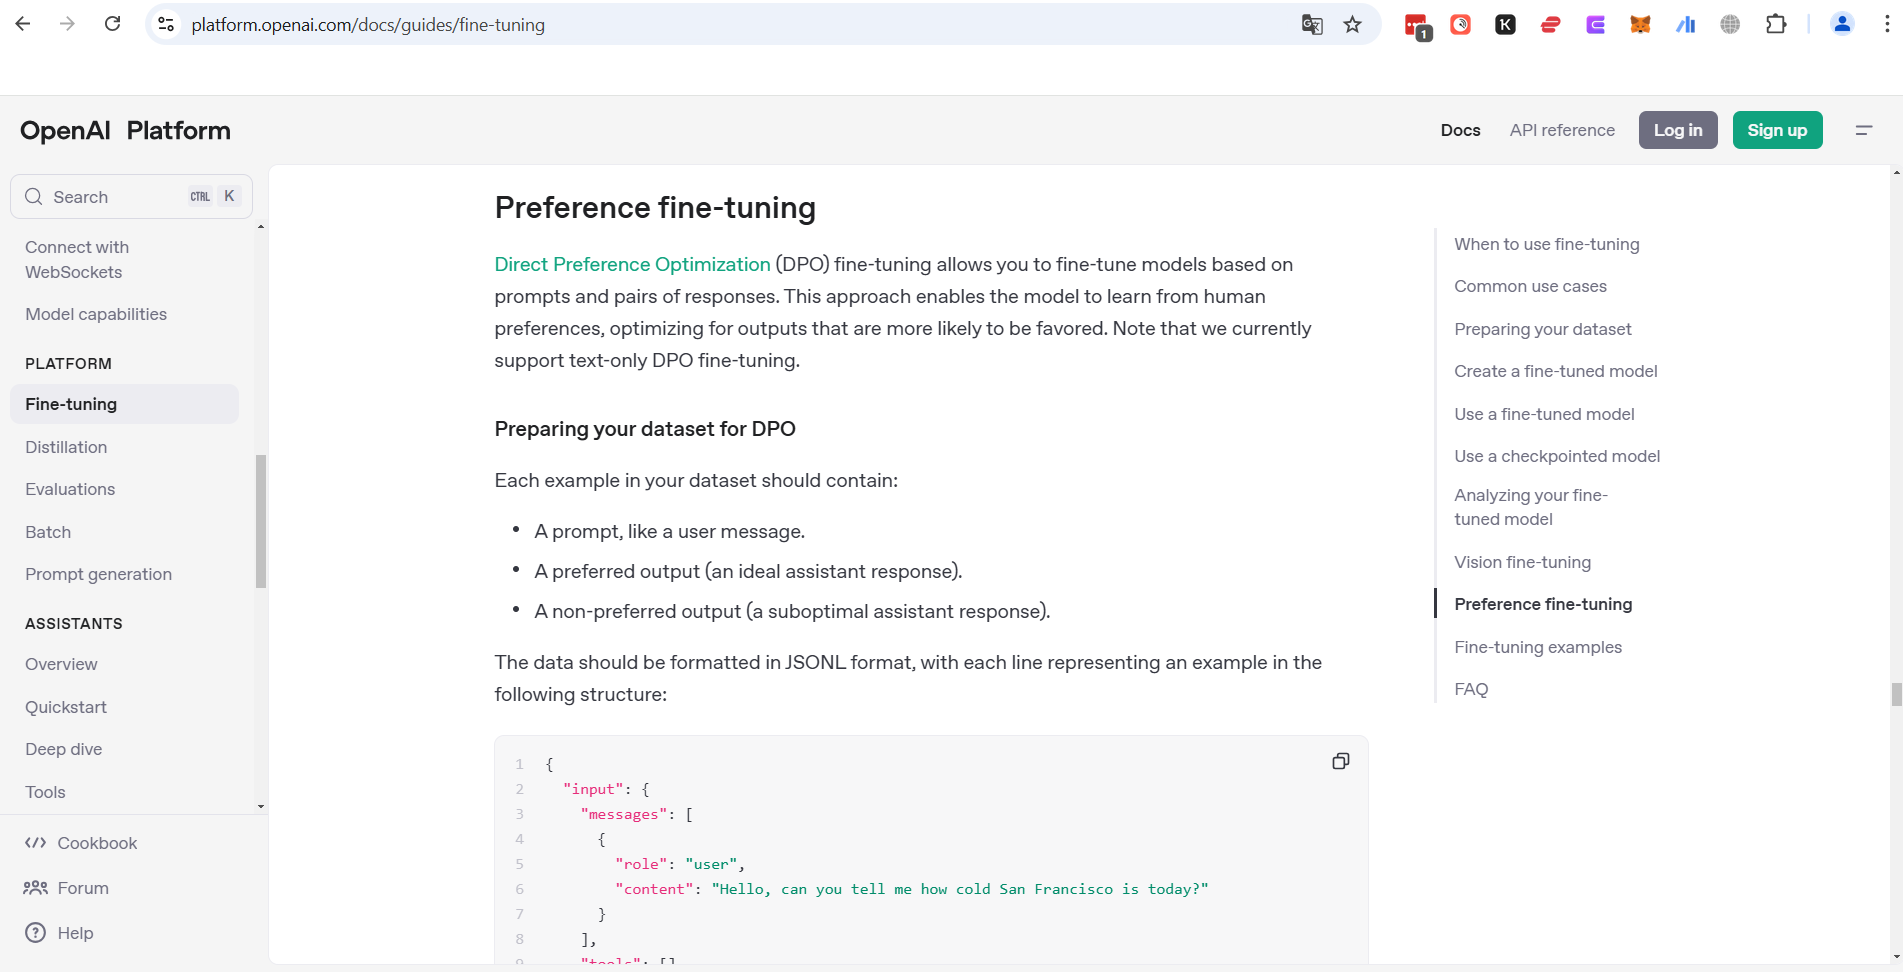 platform.openai.com/docs/guides/fine-tuning
1
OpenAI Platform
Docs
API reference
Log in
Sign up
Search
CTRL
K
Connect with
WebSockets
Model capabilities
PLATFORM
Fine-tuning
Distillation
Evaluations
Batch
Prompt generation
ASSISTANTS
Overview
Quickstart
Deep dive
Tools
Cookbook
Forum
Help
Preference fine-tuning
Direct Preference Optimization (DPO) fine-tuning allows you to fine-tune models based on
prompts and pairs of responses. This approach enables the model to learn from human
preferences, optimizing for outputs that are more likely to be favored. Note that we currently
support text-only DPO fine-tuning.
Preparing your dataset for DPO
Each example in your dataset should contain:
• A prompt, like a user message.
• A preferred output (an ideal assistant response).
• A non-preferred output (a suboptimal assistant response).
The data should be formatted in JSONL format, with each line representing an example in the
following structure:
1 {
2 "input": {
3 "messages": [
4 {
5 "role": "user",
6 "content": "Hello, can you tell me how cold San Francisco is today?"
7 }
8 ],
9 "tools": [],
When to use fine-tuning
Common use cases
Preparing your dataset
Create a fine-tuned model
Use a fine-tuned model
Use a checkpointed model
Analyzing your fine-
tuned model
Vision fine-tuning
Preference fine-tuning
Fine-tuning examples
FAQ